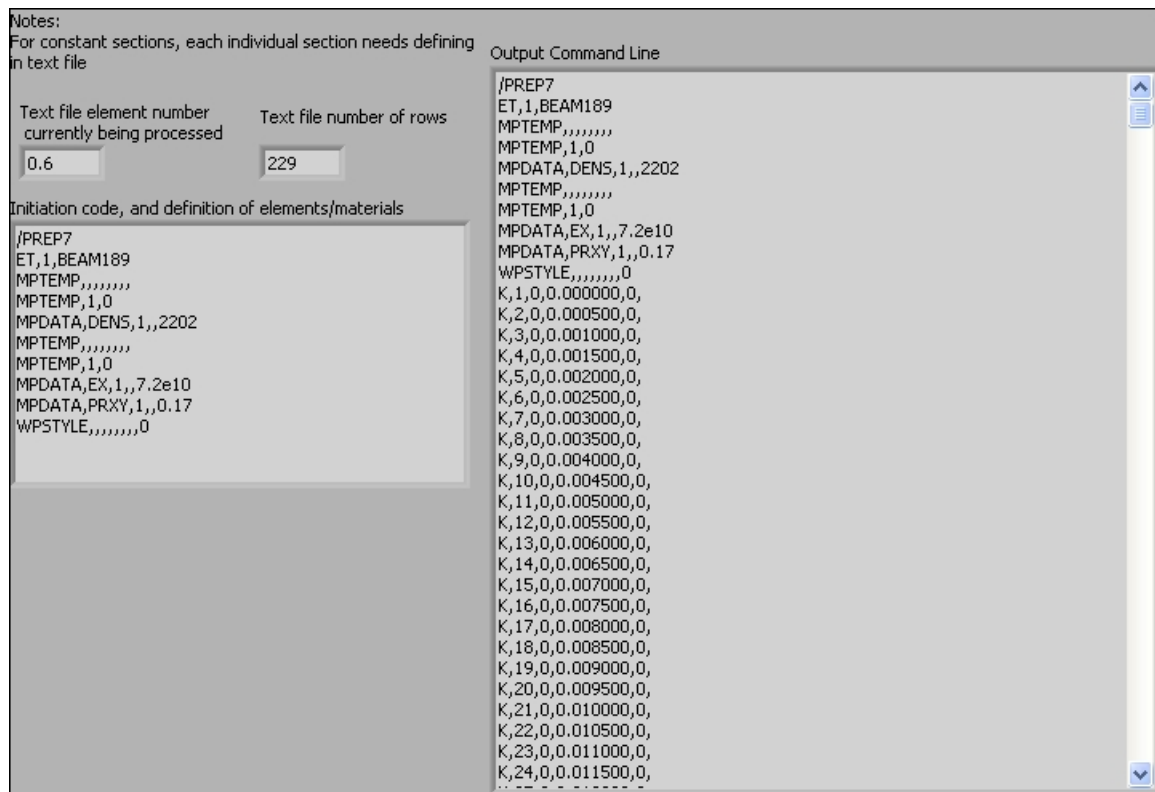 Notes:
For constant sections, each individual section needs defining
in text file
Text file element number
currently being processed
0.6
Text file number of rows
229
Initiation code, and definition of elements/materials
/PREP7
ET,1,BEAM189
MPTEMP,,,,,,,,
MPTEMP,1,0
MPDATA,DENS,1,,2202
MPTEMP,,,,,,,,
MPTEMP,1,0
MPDATA,EX,1,,7.2e10
MPDATA,PRXY,1,,0.17
WPSTYLE,,,,,,,,0
Output Command Line
/PREP7
ET,1,BEAM189
MPTEMP,,,,,,,,
MPTEMP,1,0
MPDATA,DENS,1,,2202
MPTEMP,,,,,,,,
MPTEMP,1,0
MPDATA,EX,1,,7.2e10
MPDATA,PRXY,1,,0.17
WPSTYLE,,,,,,,,0
K,1,0,0.000000,0,
K,2,0,0.000500,0,
K,3,0,0.001000,0,
K,4,0,0.001500,0,
K,5,0,0.002000,0,
K,6,0,0.002500,0,
K,7,0,0.003000,0,
K,8,0,0.003500,0,
K,9,0,0.004000,0,
K,10,0,0.004500,0,
K,11,0,0.005000,0,
K,12,0,0.005500,0,
K,13,0,0.006000,0,
K,14,0,0.006500,0,
K,15,0,0.007000,0,
K,16,0,0.007500,0,
K,17,0,0.008000,0,
K,18,0,0.008500,0,
K,19,0,0.009000,0,
K,20,0,0.009500,0,
K,21,0,0.010000,0,
K,22,0,0.010500,0,
K,23,0,0.011000,0,
K,24,0,0.011500,0,